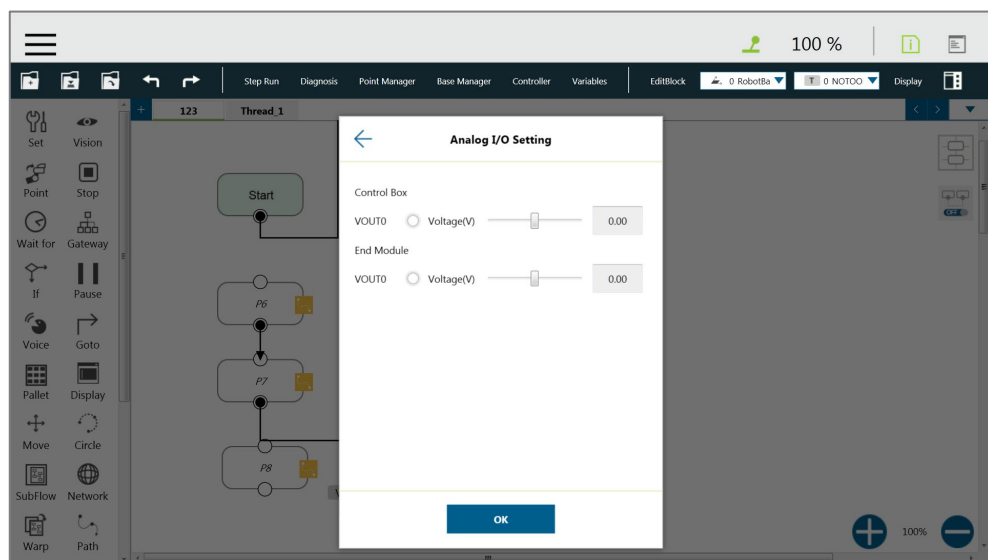 100 %
Step Run Diagnosis Point Manager Base Manager Controller Variables EditBlock 0 RobotBa T 0 NOTOO Display
+ 123 Thread_1
Set Vision
Point Stop
Wait for Gateway
If Pause
Voice Goto
Pallet Display
Move Circle
SubFlow Network
Warp Path
Start
P6
P7
P8
Analog I/O Setting
Control Box
VOUT0 Voltage(V) 0.00
End Module
VOUT0 Voltage(V) 0.00
OK
OFF
100%